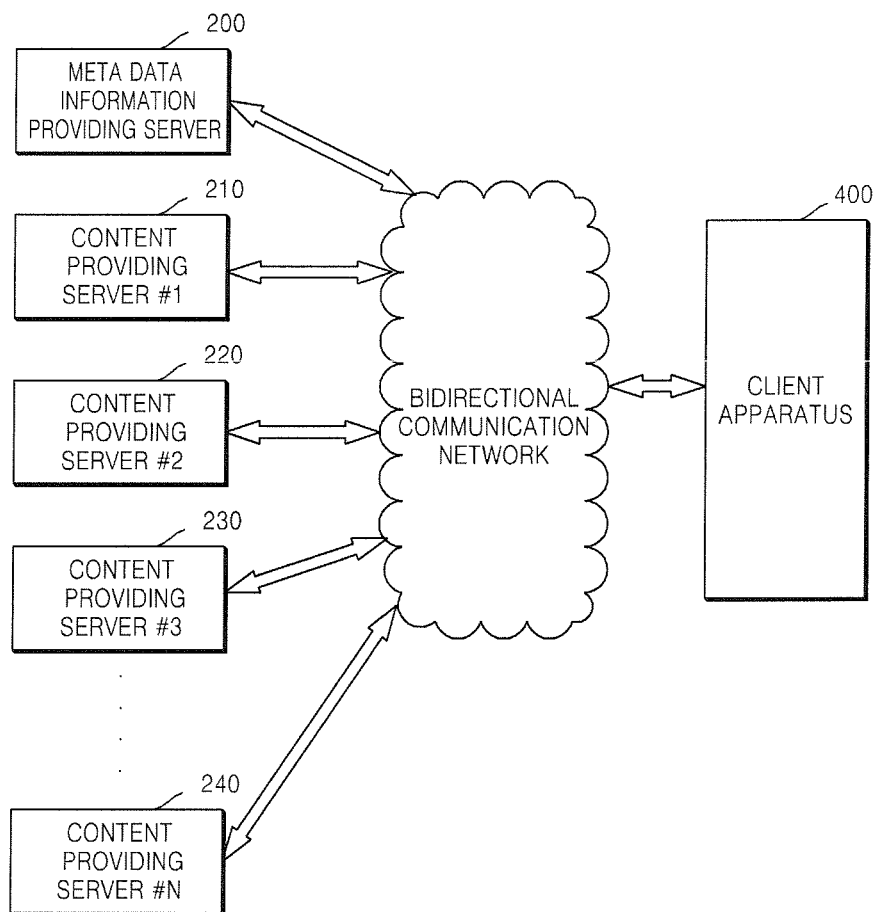 200
META DATA
INFORMATION
PROVIDING SERVER
210
CONTENT
PROVIDING
SERVER #1
220
CONTENT
PROVIDING
SERVER #2
230
CONTENT
PROVIDING
SERVER #3
240
CONTENT
PROVIDING
SERVER #N
BIDIRECTIONAL
COMMUNICATION
NETWORK
400
CLIENT
APPARATUS